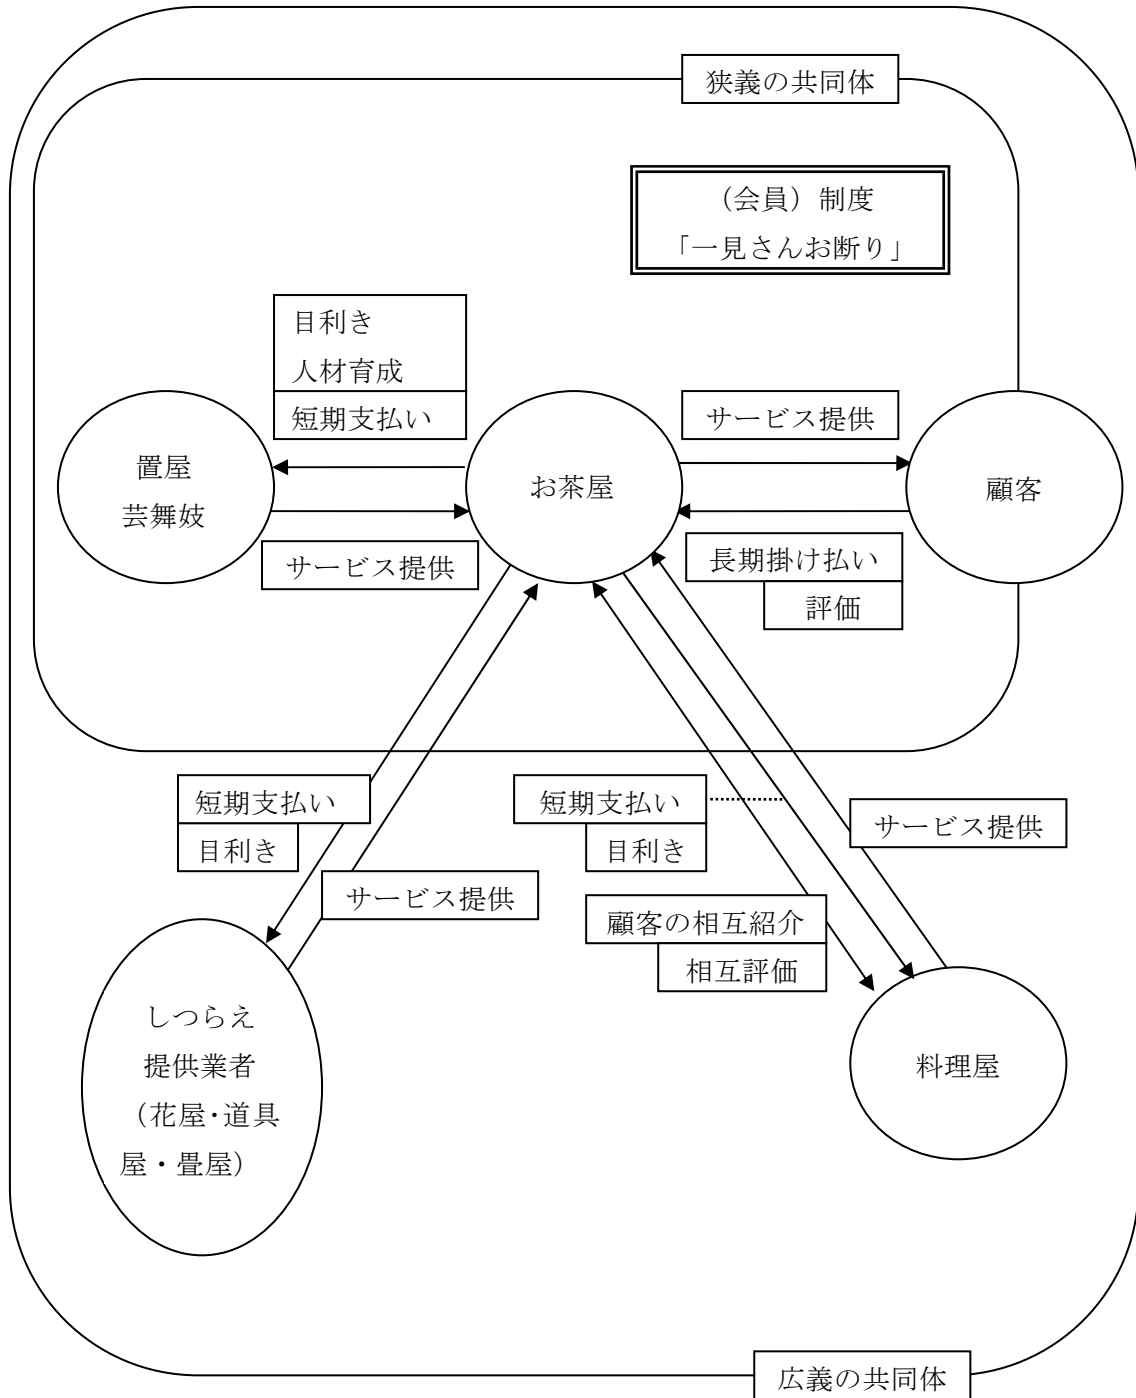 狭義の共同体
（会員）制度
「一見さんお断り」
目利き
人材育成
短期支払い
サービス提供
置屋
芸舞妓
お茶屋
顧客
サービス提供
長期掛け払い
評価
短期支払い
目利き
サービス提供
短期支払い
目利き
サービス提供
顧客の相互紹介
相互評価
しつらえ
提供業者
（花屋・道具
屋・畳屋）
料理屋
広義の共同体